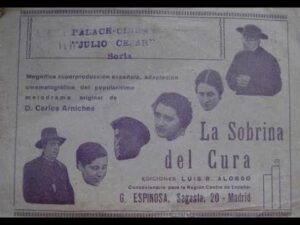 PALACE-CINEMA
"JULIO CESAR"
Soria
Magnífica superproducción española, adaptación
cinematográfica del popularísimo
melodrama original de
D. Carlos Arniches
La Sobrina
del Cura
EDICIONES LUIS R. ALONSO
Concesionario para la Región Centro de España:
G. ESPINOSA, Sagasta, 20 - Madrid